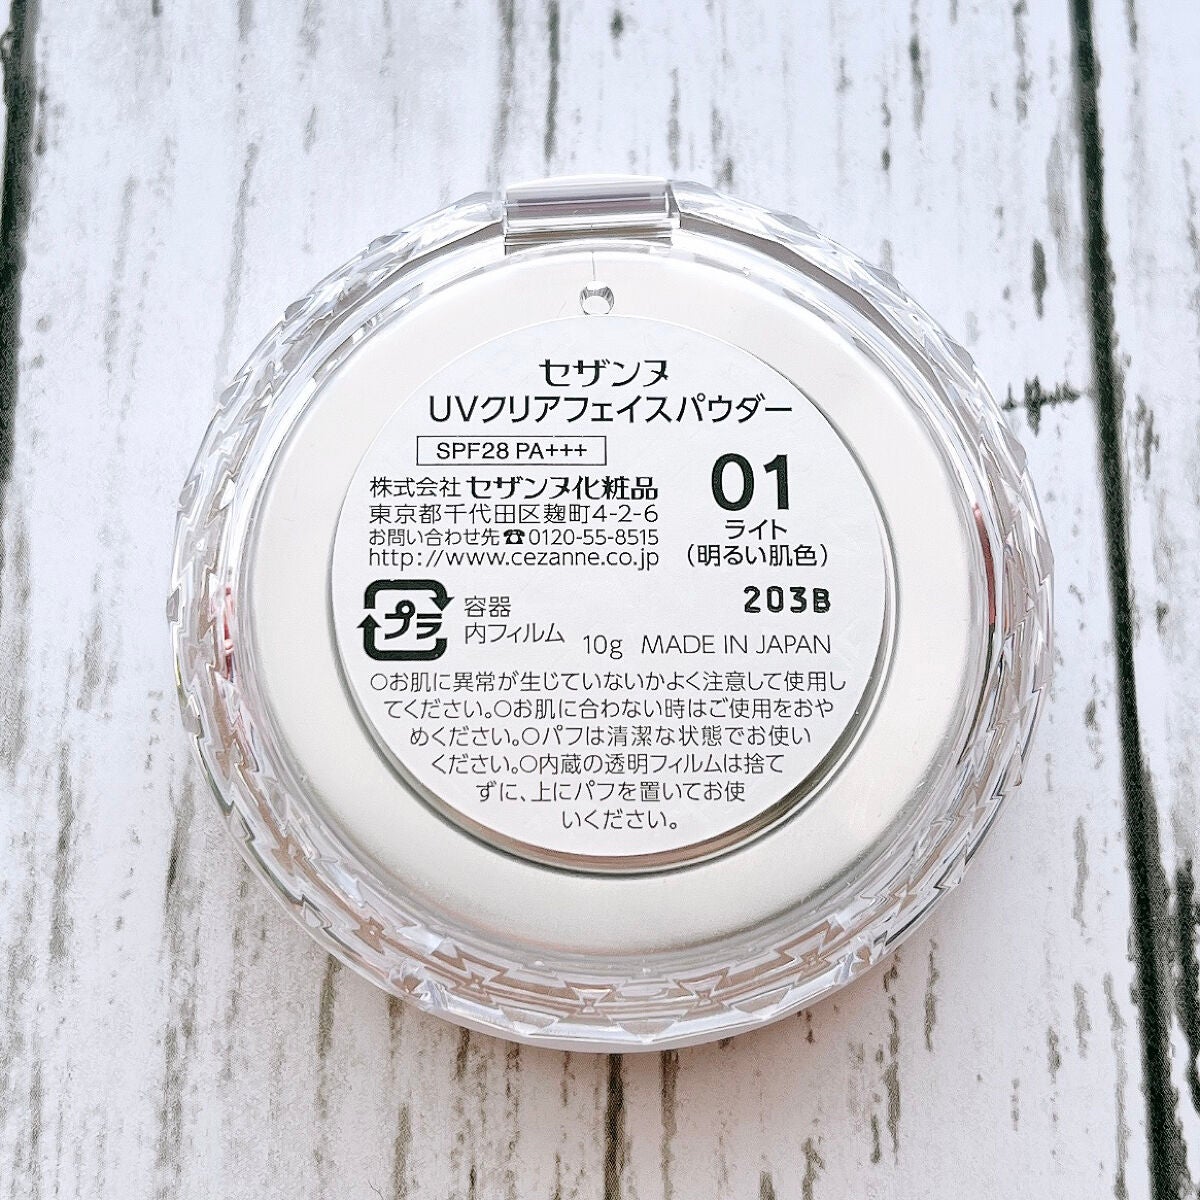 セザンヌ
UVクリアフェイスパウダー
SPF28 PA+++
株式会社 セザンヌ化粧品
東京都千代田区麹町4-2-6
お問い合わせ先☎0120-55-8515
http://www.cezanne.co.jp
01
ライト
(明るい肌色)
203B
プラ
容器
内フィルム
10g MADE IN JAPAN
○お肌に異常が生じていないかよく注意して使用し
てください。○お肌に合わない時はご使用をおや
めください。○パフは清潔な状態でお使い
ください。○内蔵の透明フィルムは捨て
ずに、上にパフを置いてお使
いください。